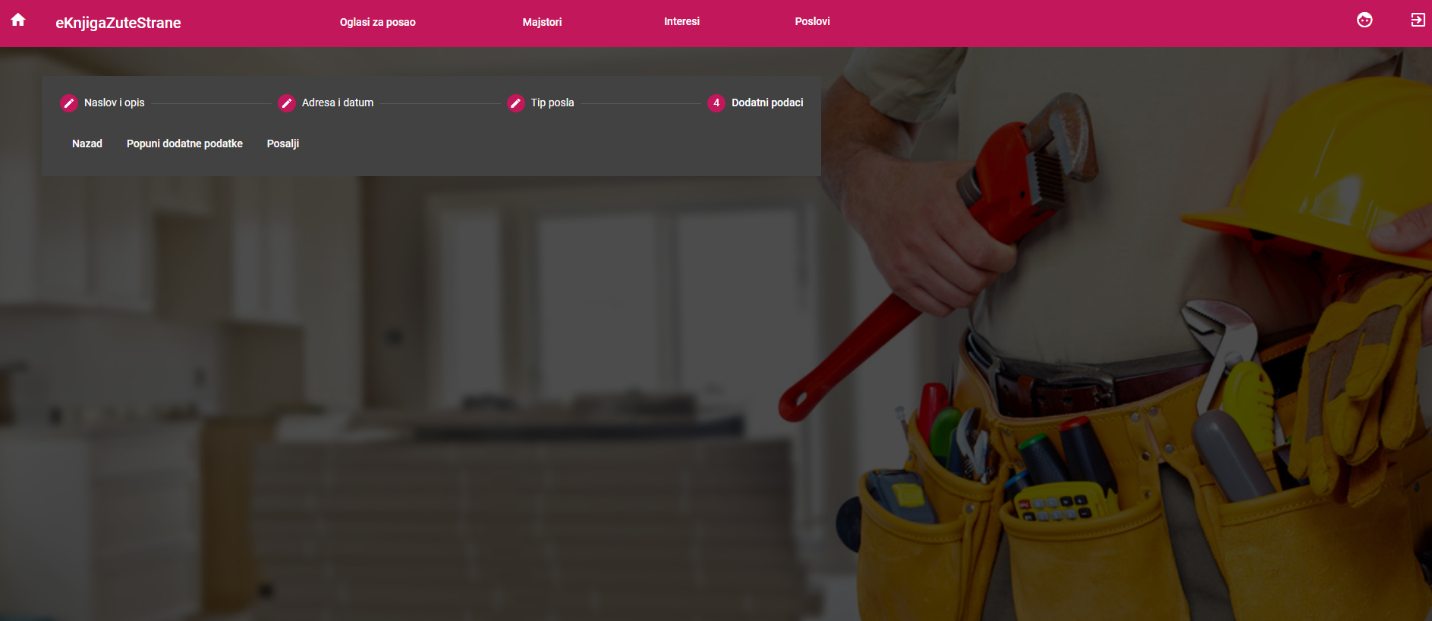 eKnjigaZuteStrane Oglasi za posao Majstori Interesi Poslovi
Naslov i opis Adresa i datum Tip posla 4 Dodatni podaci
Nazad Popuni dodatne podatke Posalji